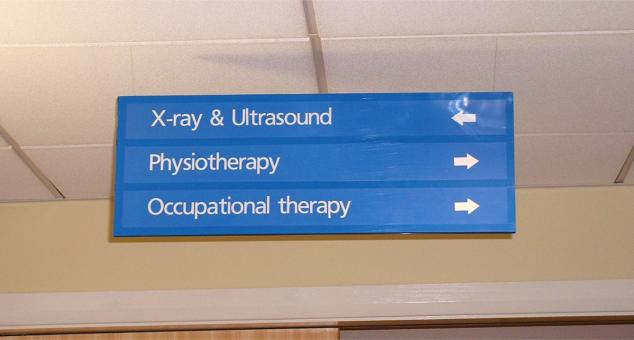 X-ray & Ultrasound ←
Physiotherapy →
Occupational therapy →